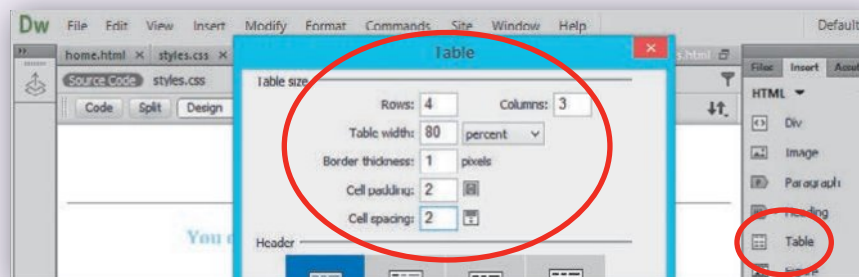 Dw File Edit View Insert Modify Format Commands Site Window Help Default
home.html × styles.css × Table
Source Code styles.css Table size Files Insert
Code Split Design Rows: 4 Columns: 3 HTML
Table width: 80 percent Div
Border thickness: 1 pixels Image
Cell padding: 2 Paragraph
Cell spacing: 2 Heading
You
Header Table